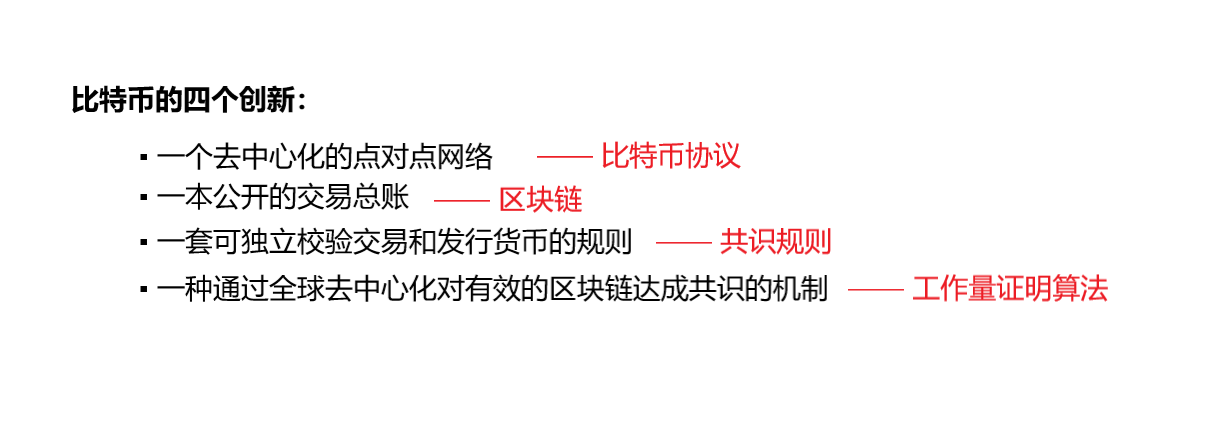 比特币的四个创新：
▪ 一个去中心化的点对点网络 —— 比特币协议
▪ 一本公开的交易总账 —— 区块链
▪ 一套可独立校验交易和发行货币的规则 —— 共识规则
▪ 一种通过全球去中心化对有效的区块链达成共识的机制 —— 工作量证明算法